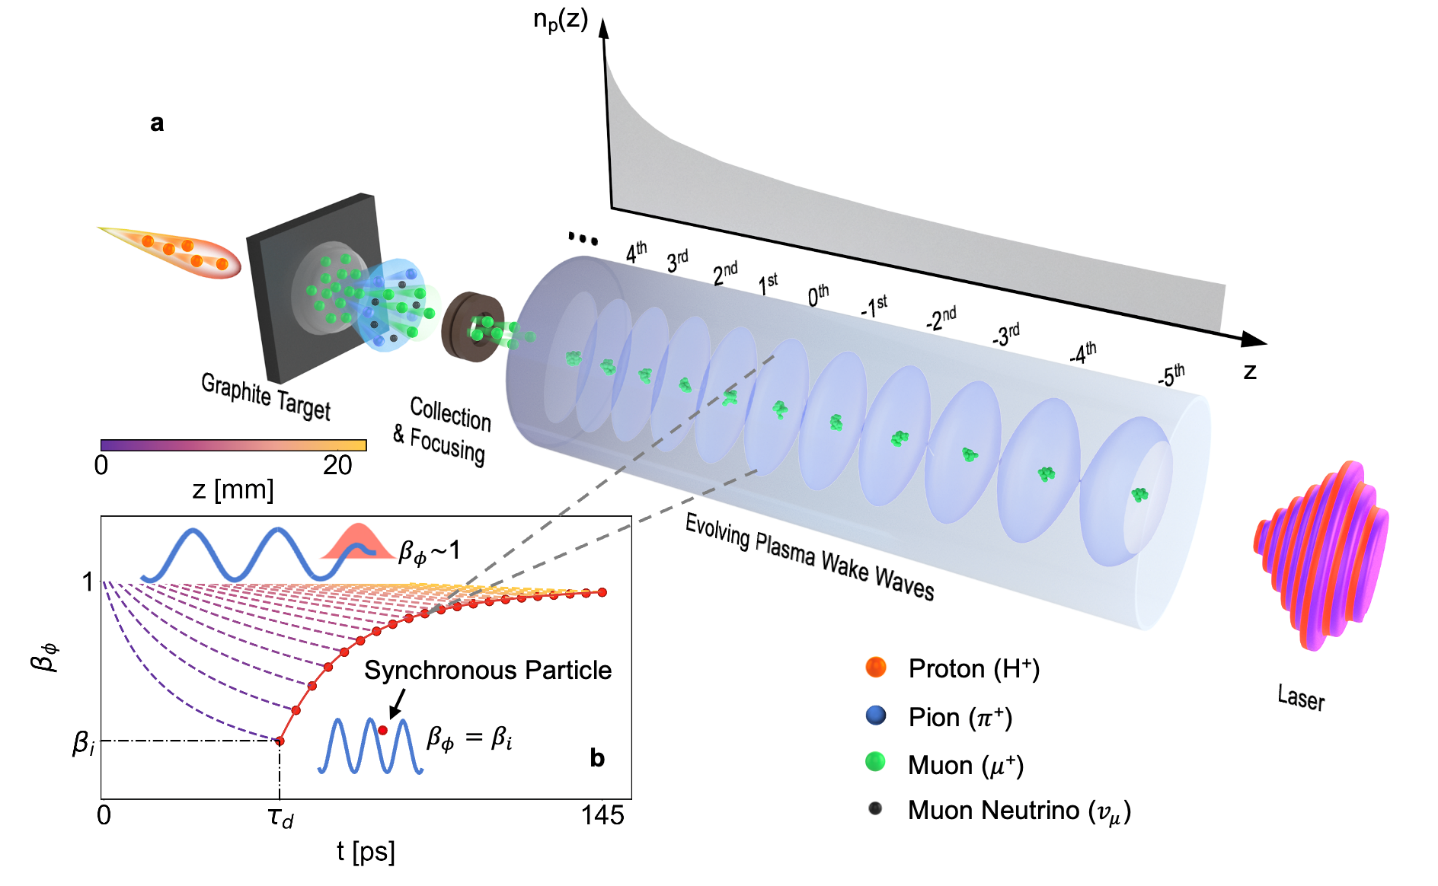 n_p(z)
a
4th
3rd
2nd
1st
0th
-1st
-2nd
-3rd
-4th
-5th
z
Graphite Target
Collection
& Focusing
0
20
z [mm]
Evolving Plasma Wake Waves
Laser
β_ϕ~1
1
β_ϕ
Synchronous Particle
β_ϕ = β_i
β_i
b
0
τ_d
145
t [ps]
Proton (H⁺)
Pion (π⁺)
Muon (μ⁺)
Muon Neutrino (ν_μ)